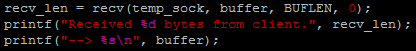 recv_len = recv(temp_sock, buffer, BUFLEN, 0);
printf("Received %d bytes from client.", recv_len);
printf("--> %s\n", buffer);